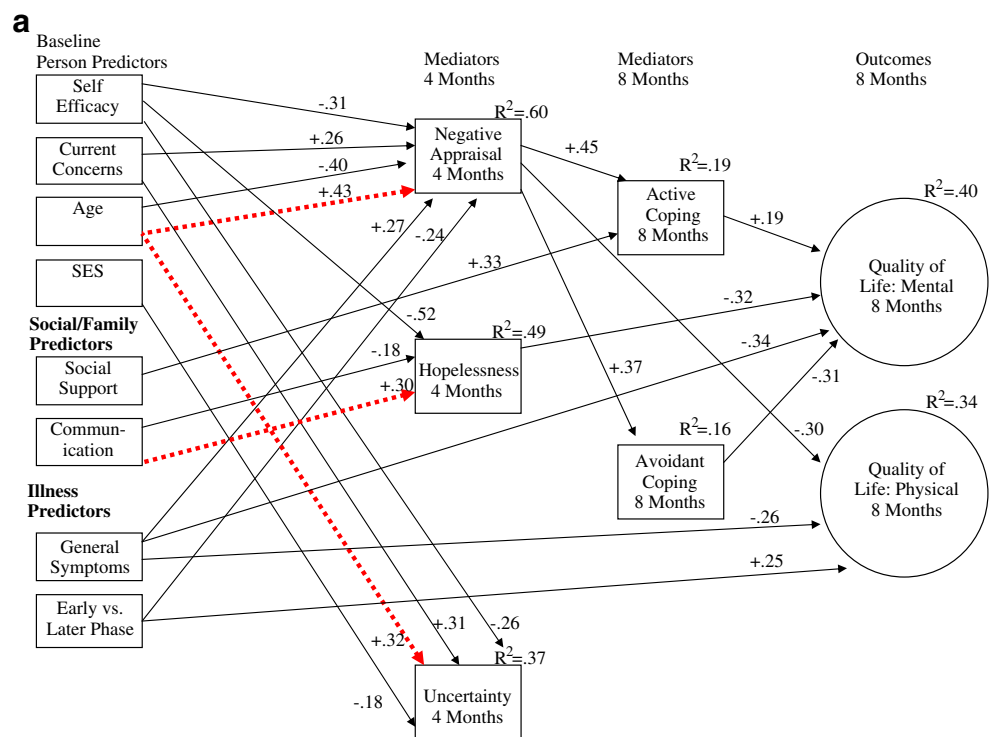 a
Baseline
Person Predictors
Mediators
4 Months
Mediators
8 Months
Outcomes
8 Months
Self
Efficacy
Current
Concerns
Age
SES
Social/Family
Predictors
Social
Support
Commun-
ication
Illness
Predictors
General
Symptoms
Early vs.
Later Phase
-.31
+.26
-.40
+.43
+.27
-.24
+.33
-.52
-.18
+.30
+.32
+.31
-.26
-.18
R²=.60
Negative
Appraisal
4 Months
R²=.49
Hopelessness
4 Months
R²=.37
Uncertainty
4 Months
+.45
+.37
R²=.19
Active
Coping
8 Months
R²=.16
Avoidant
Coping
8 Months
+.19
-.32
-.34
-.31
-.30
-.26
+.25
R²=.40
Quality of
Life: Mental
8 Months
R²=.34
Quality of
Life: Physical
8 Months